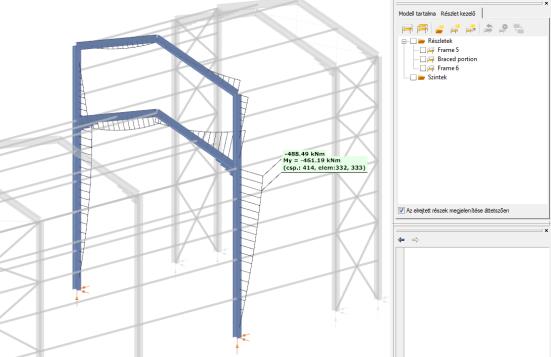 Modell tartalma Részlet kezelő
Részletek
Frame 5
Braced portion
Frame 6
Szintek
-488.49 kNm
My = -461.19 kNm
(csp.: 414, elem:332, 333)
Az elrejtett részek megjelenítése áttetszően